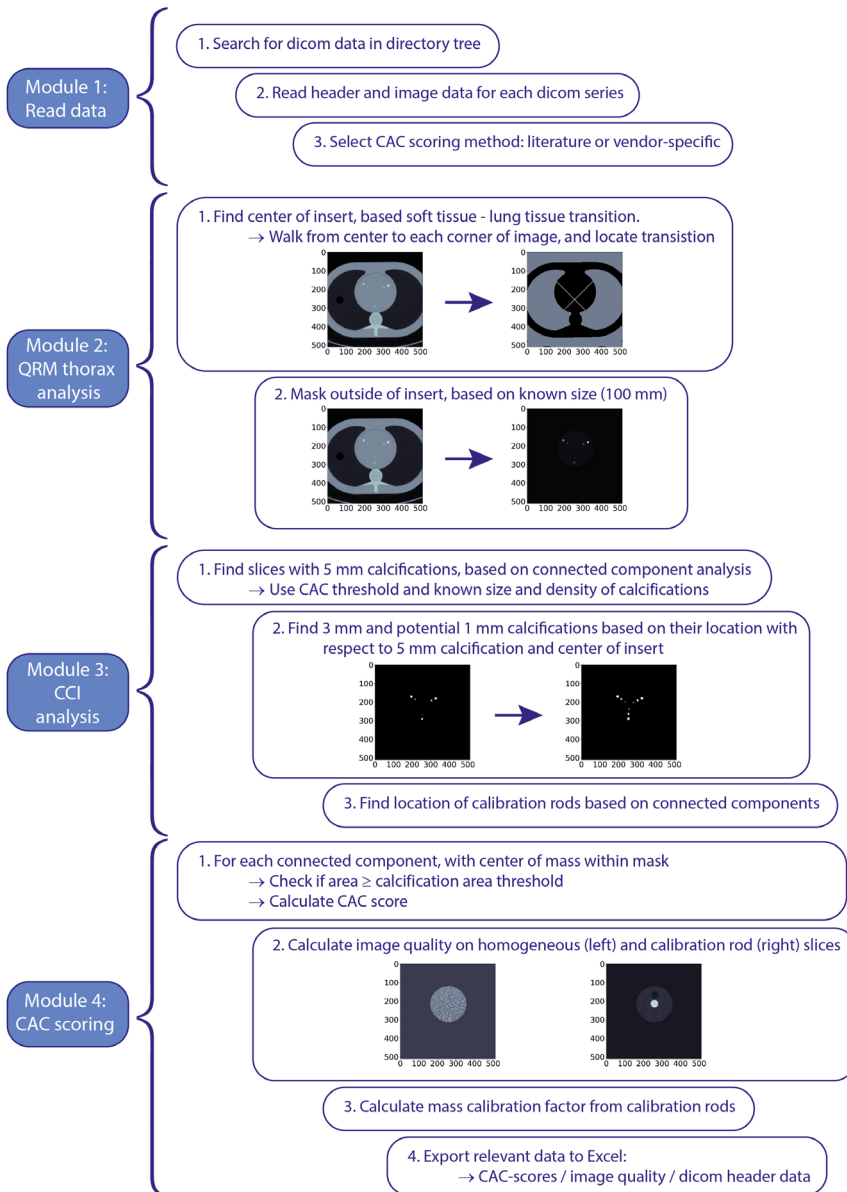 Module 1:
Read data
1. Search for dicom data in directory tree
2. Read header and image data for each dicom series
3. Select CAC scoring method: literature or vendor-specific
Module 2:
QRM thorax
analysis
1. Find center of insert, based soft tissue - lung tissue transition.
→ Walk from center to each corner of image, and locate transistion
0
100
200
300
400
500
0 100 200 300 400 500
0
100
200
300
400
500
0 100 200 300 400 500
2. Mask outside of insert, based on known size (100 mm)
0
100
200
300
400
500
0 100 200 300 400 500
0
100
200
300
400
500
0 100 200 300 400 500
Module 3:
CCI
analysis
1. Find slices with 5 mm calcifications, based on connected component analysis
→ Use CAC threshold and known size and density of calcifications
2. Find 3 mm and potential 1 mm calcifications based on their location with
respect to 5 mm calcification and center of insert
0
100
200
300
400
500
0 100 200 300 400 500
0
100
200
300
400
500
0 100 200 300 400 500
3. Find location of calibration rods based on connected components
Module 4:
CAC scoring
1. For each connected component, with center of mass within mask
→ Check if area ≥ calcification area threshold
→ Calculate CAC score
2. Calculate image quality on homogeneous (left) and calibration rod (right) slices
0
100
200
300
400
500
0 100 200 300 400 500
0
100
200
300
400
500
0 100 200 300 400 500
3. Calculate mass calibration factor from calibration rods
4. Export relevant data to Excel:
→ CAC-scores / image quality / dicom header data